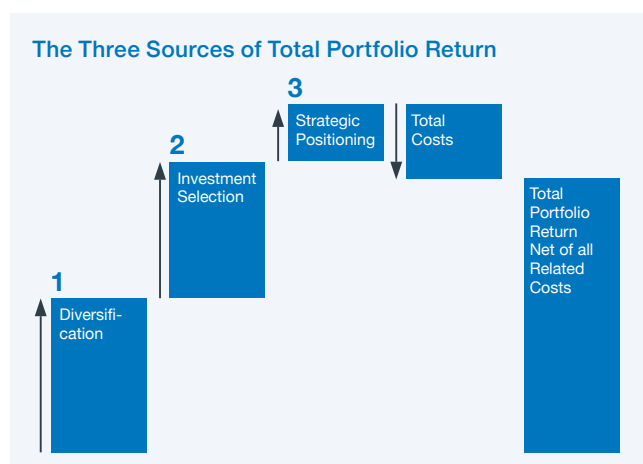 The Three Sources of Total Portfolio Return
1
Diversifi-
cation
2
Investment
Selection
3
Strategic
Positioning
Total
Costs
Total
Portfolio
Return
Net of all
Related
Costs